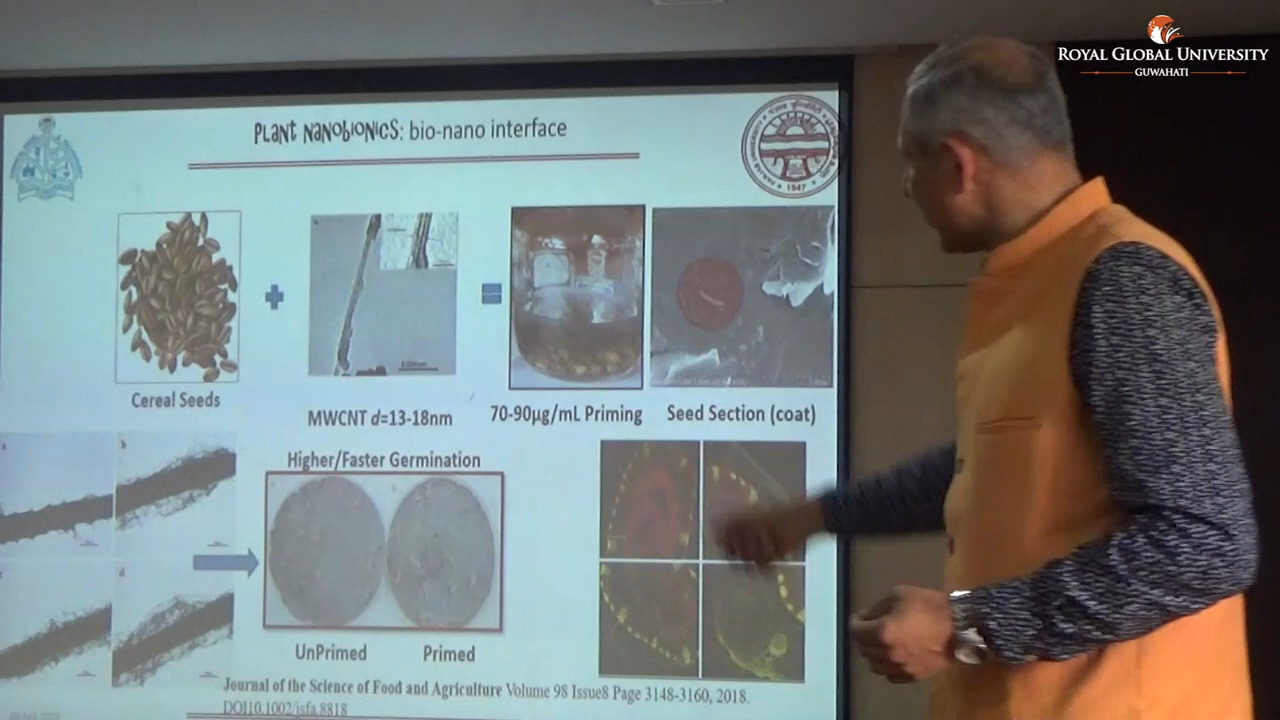 ROYAL GLOBAL UNIVERSITY
GUWAHATI
PLANT NANOBIONICS: bio-nano interface
1947
Cereal Seeds
MWCNT d=13-18nm
70-90µg/mL Priming
Seed Section (coat)
Higher/Faster Germination
a
b
d
UnPrimed
Primed
Journal of the Science of Food and Agriculture Volume 98 Issue8 Page 3148-3160, 2018.
DOI10.1002/jsfa.8818